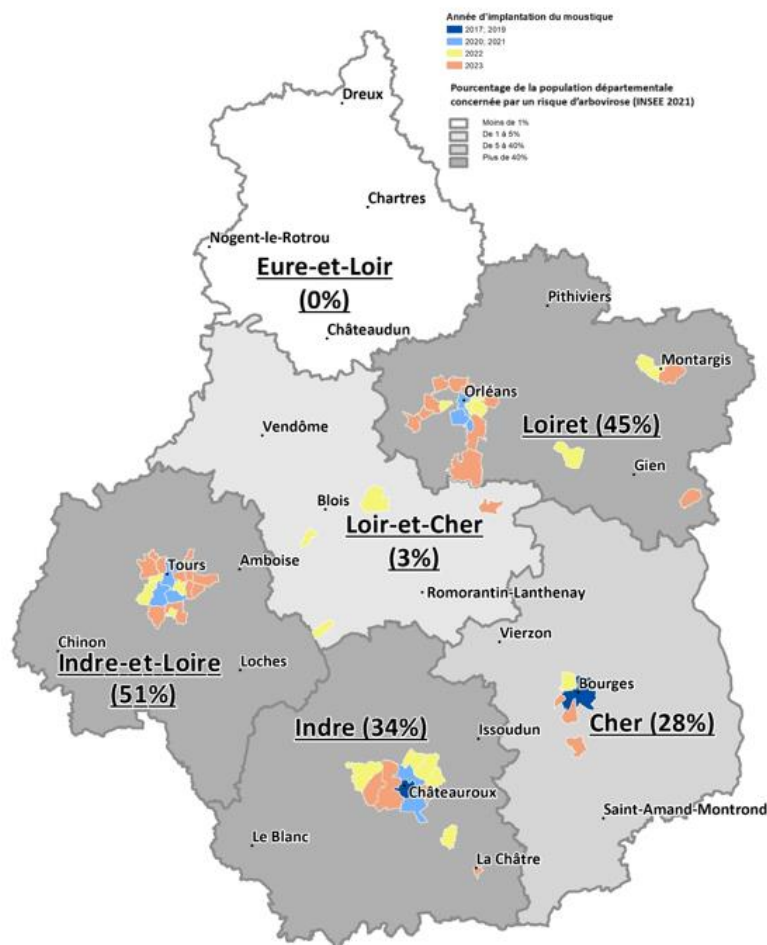 Année d'implantation du moustique
2017; 2019
2020; 2021
2022
2023
Pourcentage de la population départementale
concernée par un risque d'arbovirose (INSEE 2021)
Moins de 1%
De 1 à 5%
De 5 à 40%
Plus de 40%
Dreux
Chartres
Nogent-le-Rotrou
Eure-et-Loir
(0%)
Châteaudun
Pithiviers
Montargis
Orléans
Loiret (45%)
Vendôme
Gien
Blois
Loir-et-Cher
(3%)
Tours
Amboise
Romorantin-Lanthenay
Vierzon
Chinon
Indre-et-Loire
(51%)
Loches
Bourges
Cher (28%)
Indre (34%)
Issoudun
Châteauroux
Saint-Amand-Montrond
Le Blanc
La Châtre